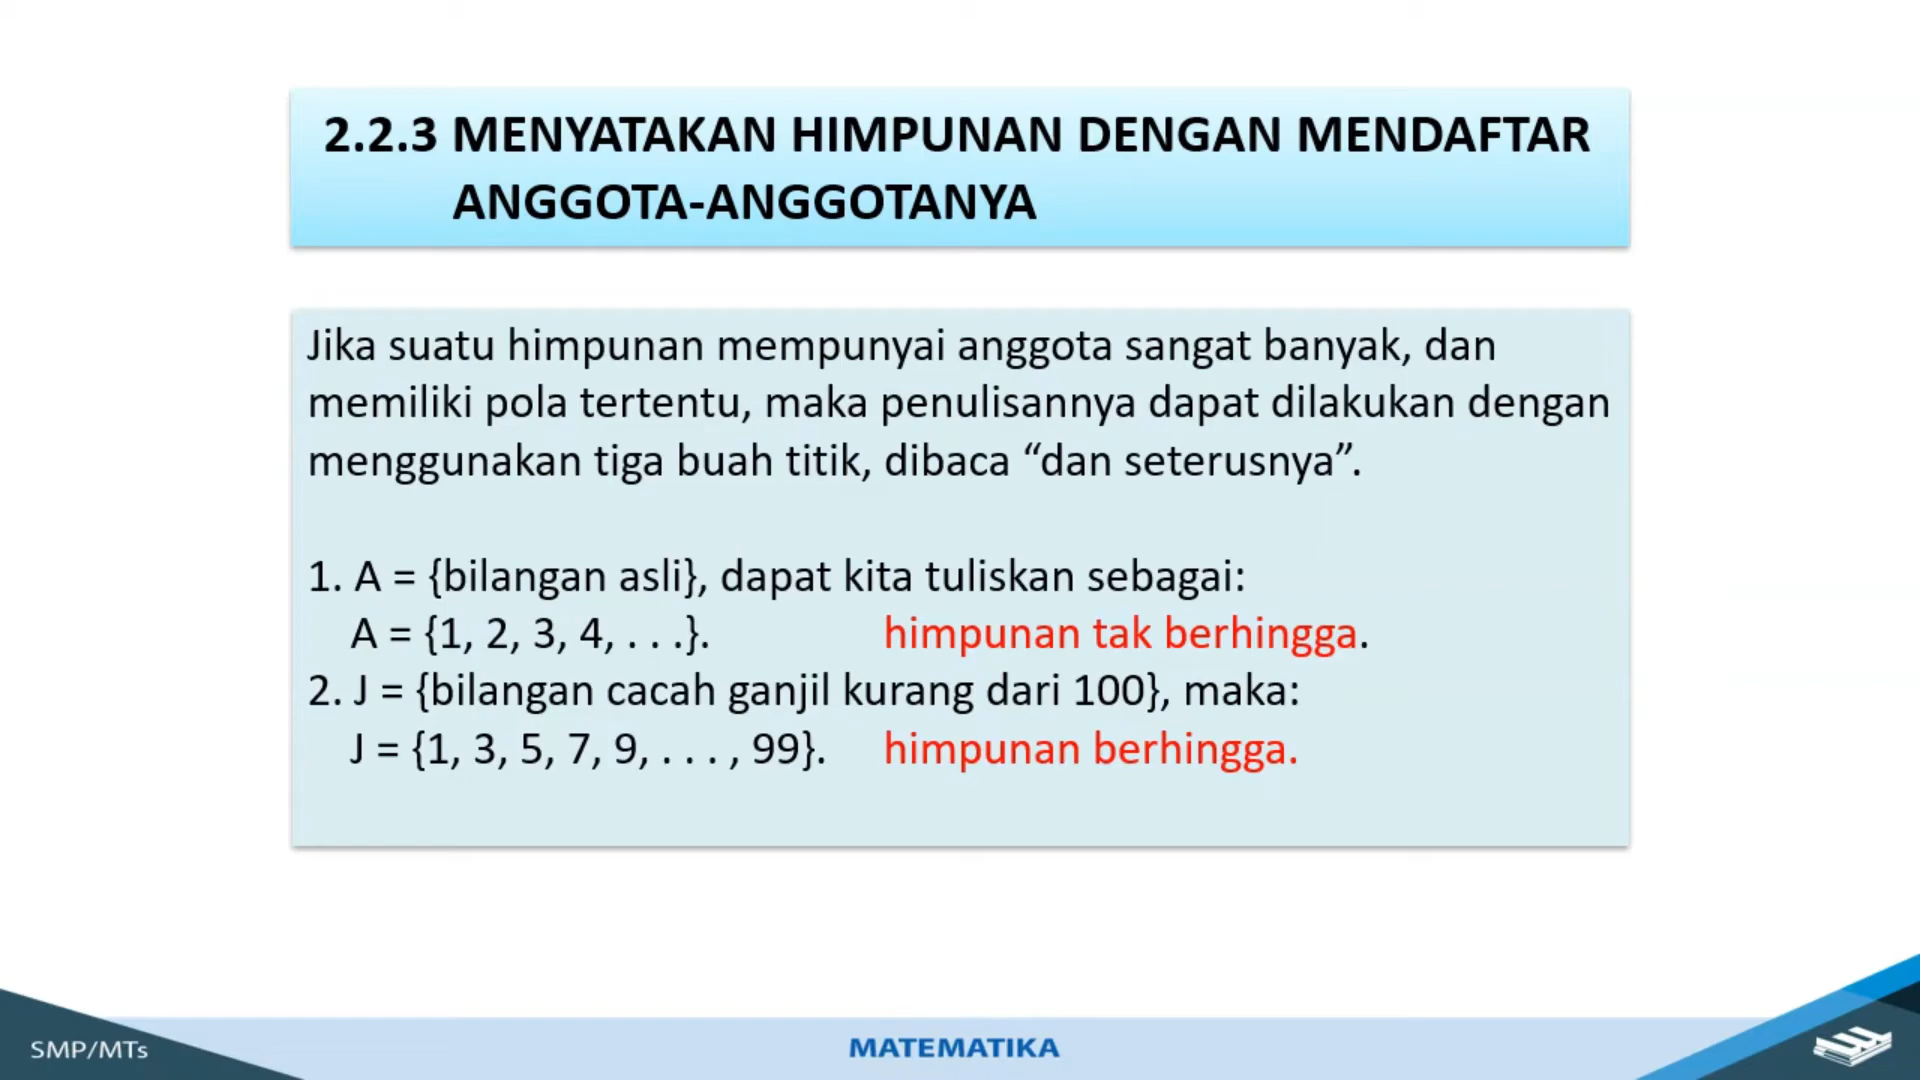 2.2.3 MENYATAKAN HIMPUNAN DENGAN MENDAFTAR
ANGGOTA-ANGGOTANYA
Jika suatu himpunan mempunyai anggota sangat banyak, dan
memiliki pola tertentu, maka penulisannya dapat dilakukan dengan
menggunakan tiga buah titik, dibaca “dan seterusnya”.
1. A = {bilangan asli}, dapat kita tuliskan sebagai:
A = {1, 2, 3, 4, . . .}. himpunan tak berhingga.
2. J = {bilangan cacah ganjil kurang dari 100}, maka:
J = {1, 3, 5, 7, 9, . . . , 99}. himpunan berhingga.
SMP/MTs
MATEMATIKA